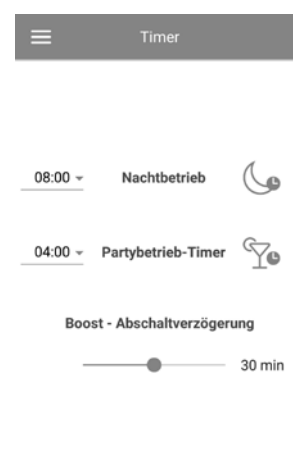 Timer
08:00 Nachtbetrieb
04:00 Partybetrieb-Timer
Boost - Abschaltverzögerung
30 min